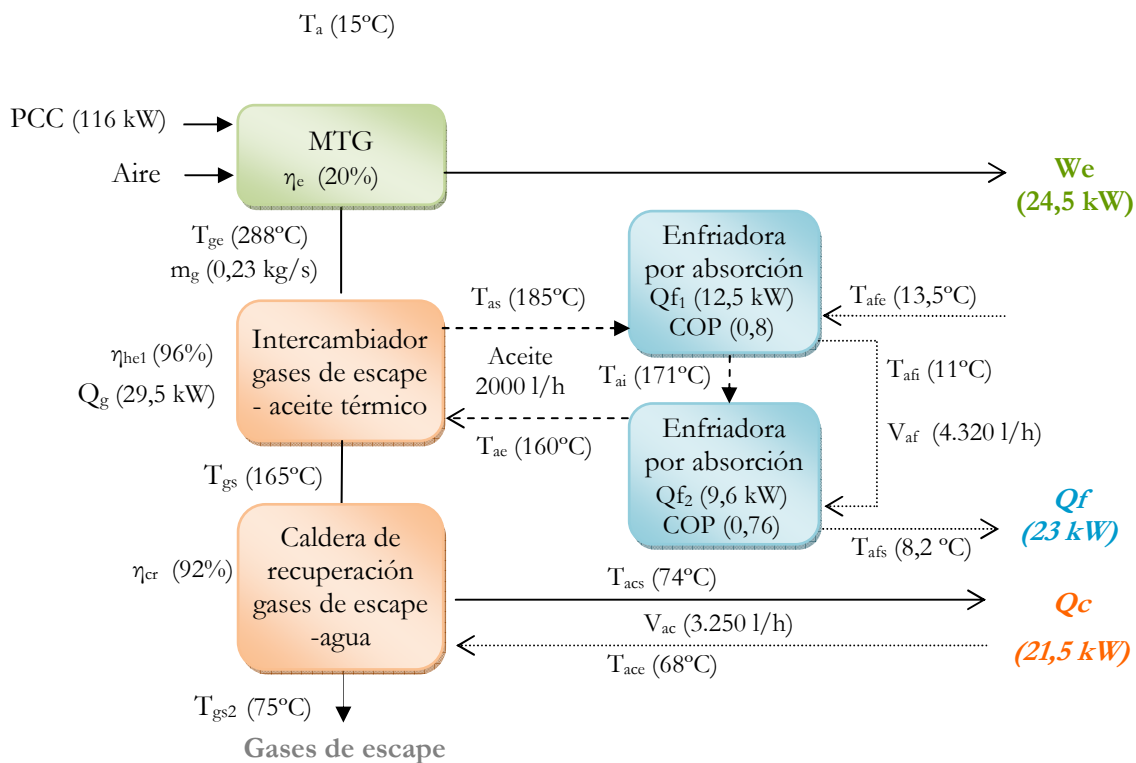 Ta (15ºC)
PCC (116 kW)
Aire
MTG
ηe (20%)
We
(24,5 kW)
Tge (288ºC)
mg (0,23 kg/s)
Enfriadora
por absorción
Qf1 (12,5 kW)
COP (0,8)
Tas (185ºC)
Tafe (13,5ºC)
ηhe1 (96%)
Qg (29,5 kW)
Intercambiador
gases de escape
- aceite térmico
Aceite
2000 l/h
Tai (171ºC)
Tafi (11ºC)
Vaf (4.320 l/h)
Tae (160ºC)
Enfriadora
por absorción
Qf2 (9,6 kW)
COP (0,76)
Tgs (165ºC)
Qf
(23 kW)
Tafs (8,2 ºC)
ηcr (92%)
Caldera de
recuperación
gases de escape
-agua
Tacs (74ºC)
Vac (3.250 l/h)
Tace (68ºC)
Qc
(21,5 kW)
Tgs2 (75ºC)
Gases de escape